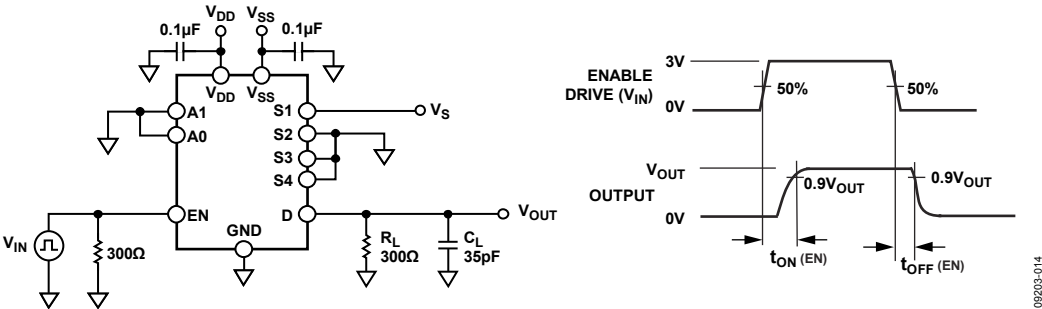 VDD VSS
0.1µF 0.1µF
VDD VSS
A1 S1 VS
A0 S2
S3
S4
EN D VOUT
GND
VIN 300Ω
RL
300Ω
CL
35pF
3V
ENABLE
DRIVE (VIN)
50% 50%
0V
VOUT
0.9VOUT 0.9VOUT
OUTPUT
0V
tON (EN) tOFF (EN)
09203-014